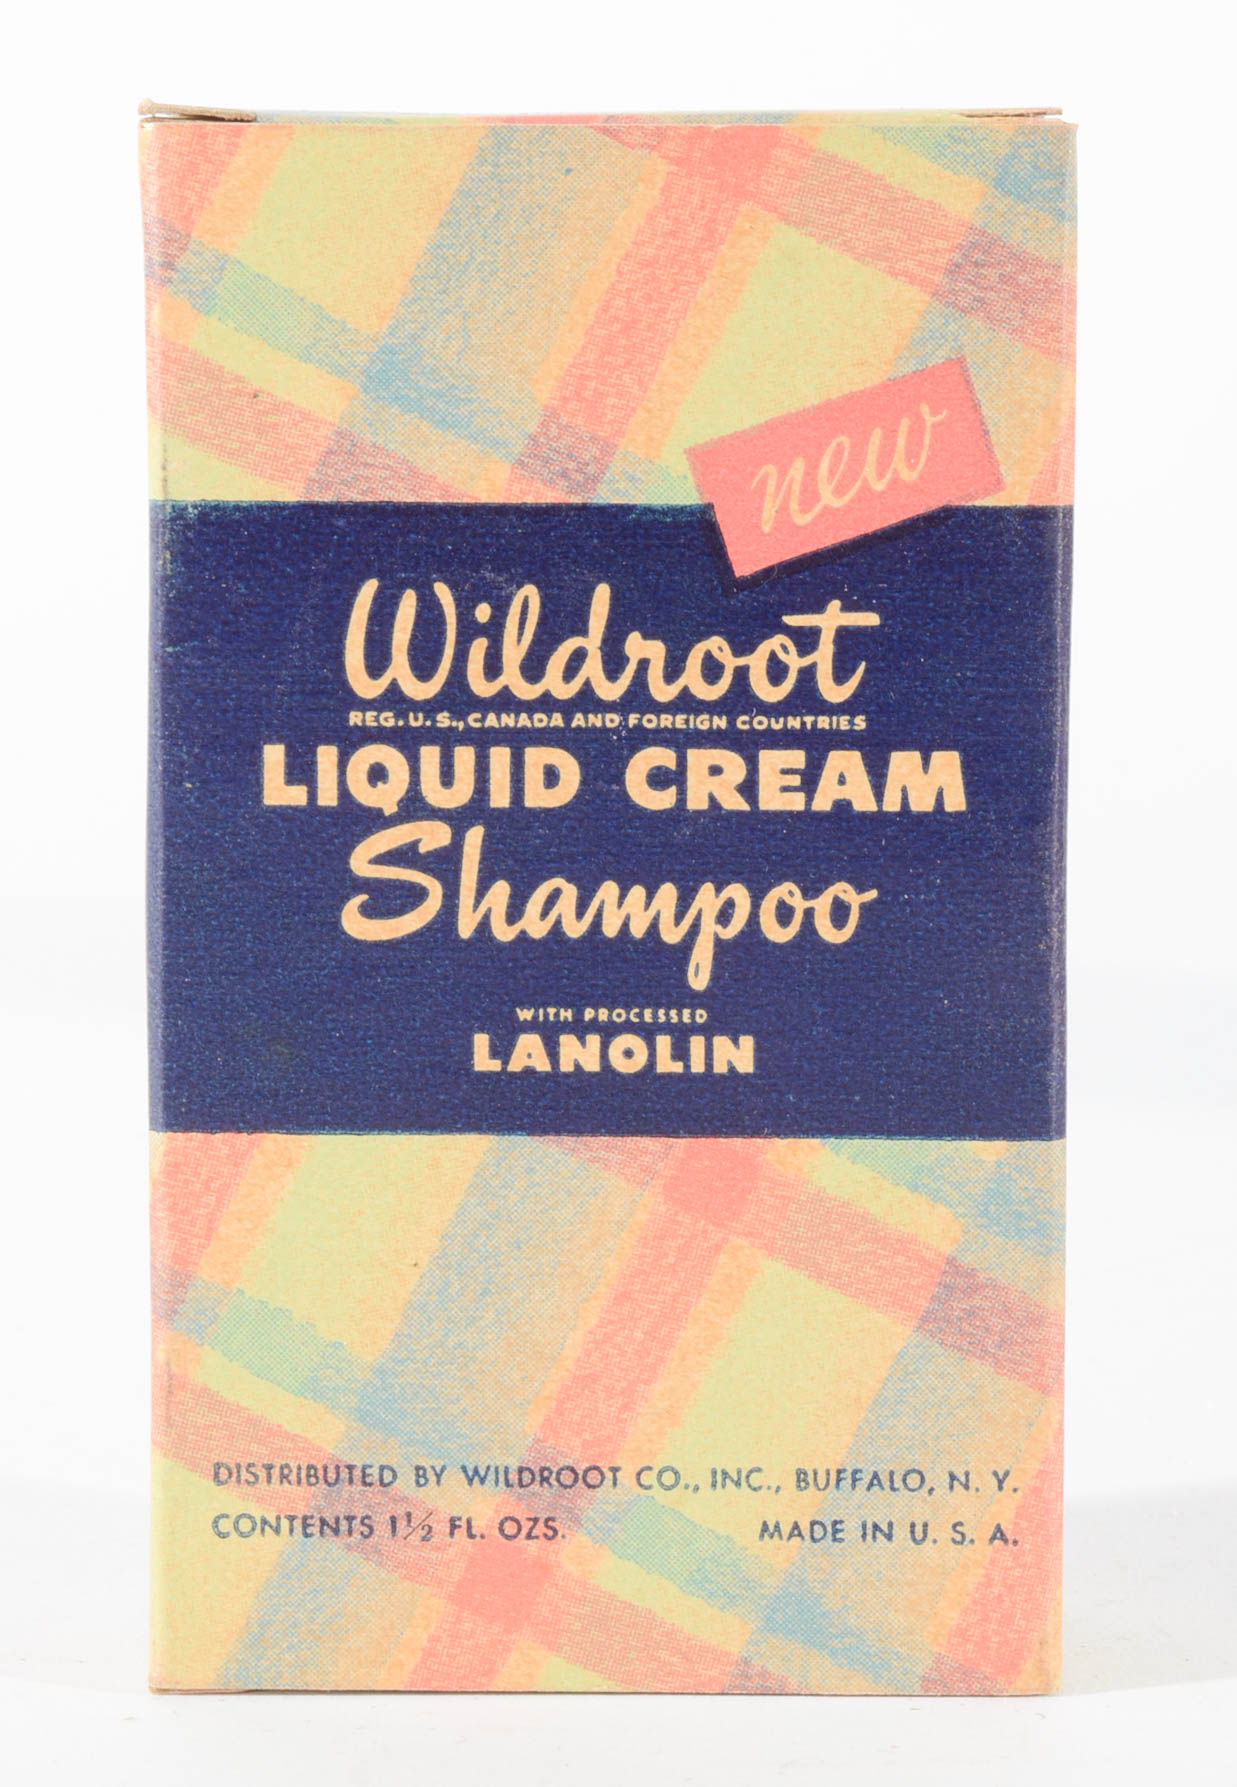 new
Wildroot
REG. U.S., CANADA AND FOREIGN COUNTRIES
LIQUID CREAM
Shampoo
WITH PROCESSED
LANOLIN
DISTRIBUTED BY WILDROOT CO., INC., BUFFALO, N. Y.
CONTENTS 1½ FL. OZS. MADE IN U. S. A.